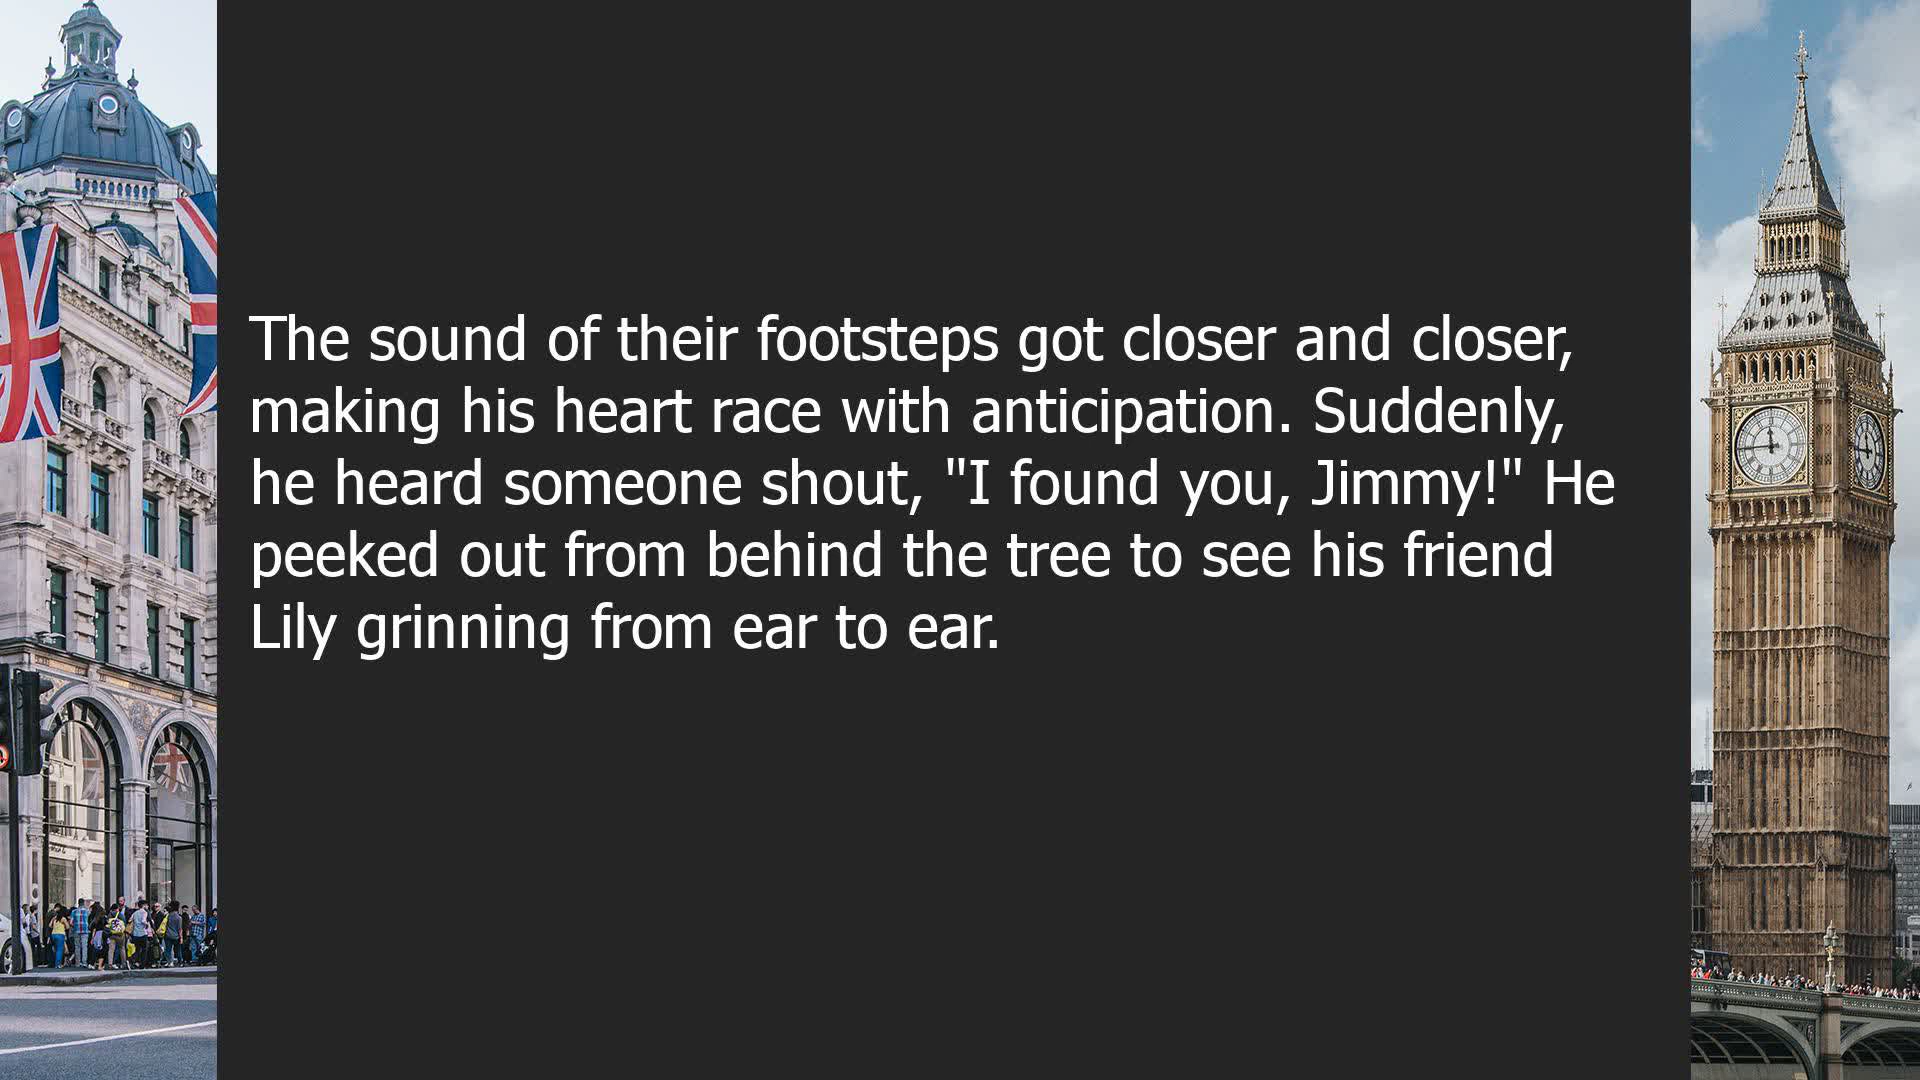 The sound of their footsteps got closer and closer,
making his heart race with anticipation. Suddenly,
he heard someone shout, "I found you, Jimmy!" He
peeked out from behind the tree to see his friend
Lily grinning from ear to ear.